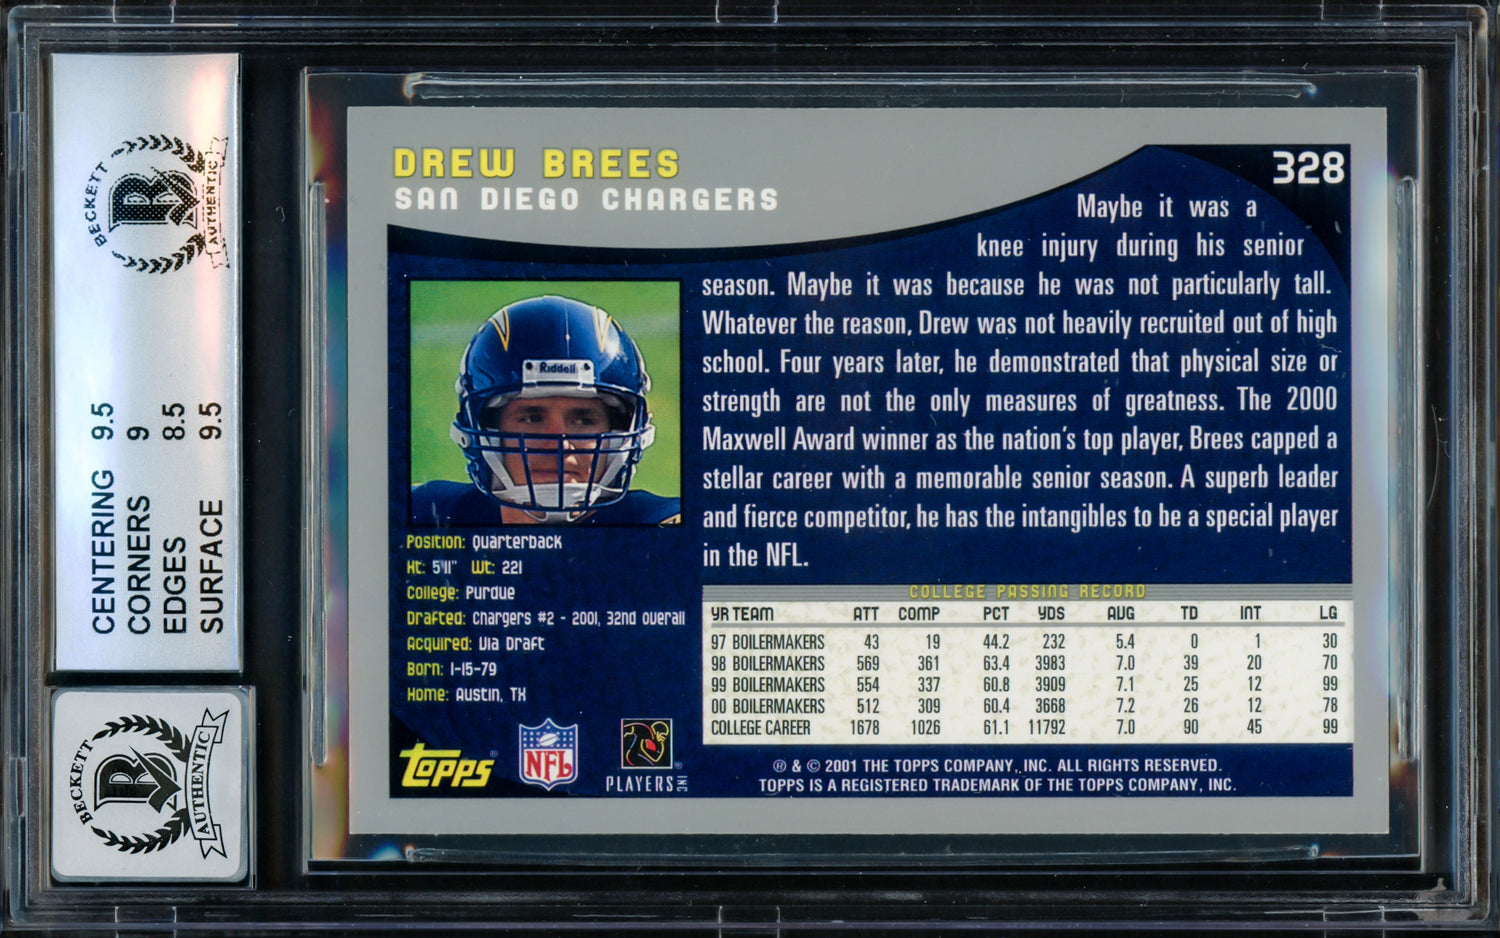 BECKETT
B
AUTHENTIC
CENTERING 9.5
CORNERS 9
EDGES 8.5
SURFACE 9.5
BECKETT
B
AUTHENTIC
DREW BREES
SAN DIEGO CHARGERS
328
Maybe it was a
knee injury during his senior
season. Maybe it was because he was not particularly tall.
Whatever the reason, Drew was not heavily recruited out of high
school. Four years later, he demonstrated that physical size or
strength are not the only measures of greatness. The 2000
Maxwell Award winner as the nation's top player, Brees capped a
stellar career with a memorable senior season. A superb leader
and fierce competitor, he has the intangibles to be a special player
in the NFL.
Riddell
Position: Quarterback
Ht: 5'11" Wt: 221
College: Purdue
Drafted: Chargers #2 - 2001, 32nd overall
Acquired: Via Draft
Born: 1-15-79
Home: Austin, TX
COLLEGE PASSING RECORD
YR TEAM ATT COMP PCT YDS AVG TD INT LG
97 BOILERMAKERS 43 19 44.2 232 5.4 0 1 30
98 BOILERMAKERS 569 361 63.4 3983 7.0 39 20 70
99 BOILERMAKERS 554 337 60.8 3909 7.1 25 12 99
00 BOILERMAKERS 512 309 60.4 3668 7.2 26 12 78
COLLEGE CAREER 1678 1026 61.1 11792 7.0 90 45 99
Topps®
NFL
PLAYERS INC ®
® & © 2001 THE TOPPS COMPANY, INC. ALL RIGHTS RESERVED.
TOPPS IS A REGISTERED TRADEMARK OF THE TOPPS COMPANY, INC.